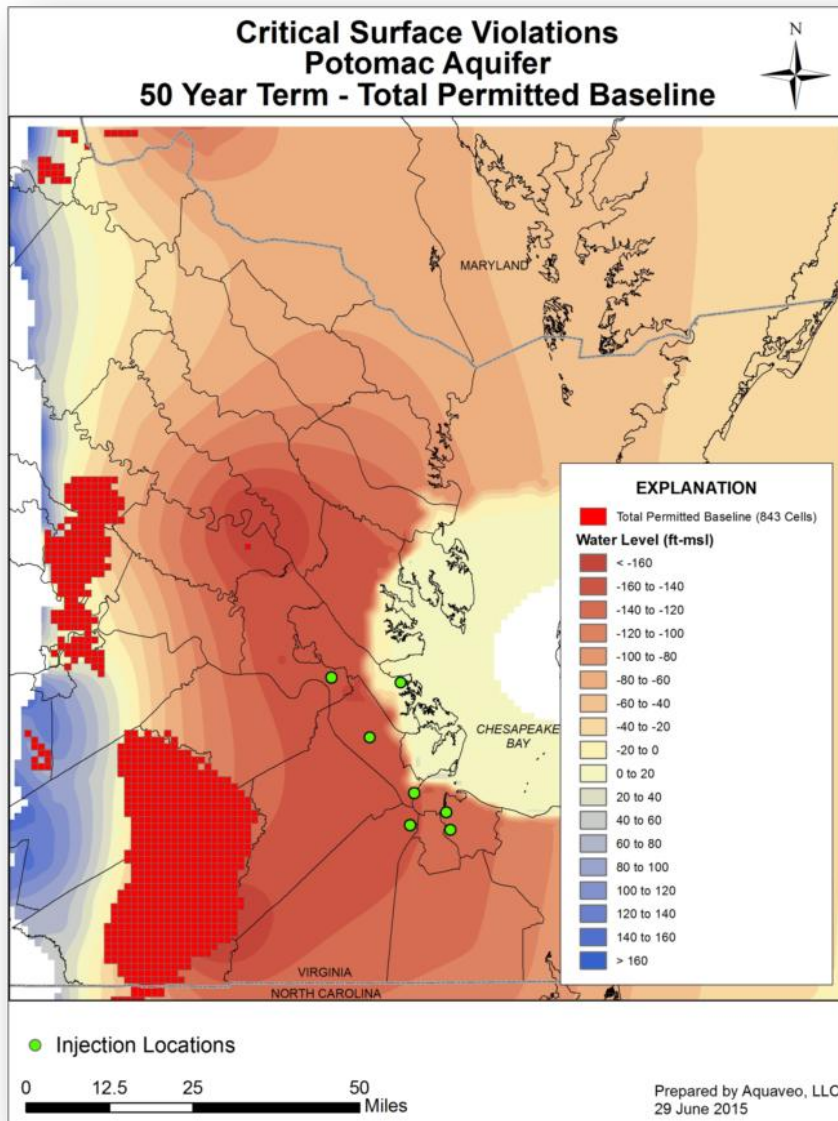 Critical Surface Violations
Potomac Aquifer
50 Year Term - Total Permitted Baseline
N
MARYLAND
EXPLANATION
Total Permitted Baseline (843 Cells)
Water Level (ft-msl)
< -160
-160 to -140
-140 to -120
-120 to -100
-100 to -80
-80 to -60
-60 to -40
-40 to -20
-20 to 0
0 to 20
20 to 40
40 to 60
60 to 80
80 to 100
100 to 120
120 to 140
140 to 160
> 160
CHESAPEAKE
BAY
VIRGINIA
NORTH CAROLINA
Injection Locations
0 12.5 25 50
Miles
Prepared by Aquaveo, LLC
29 June 2015